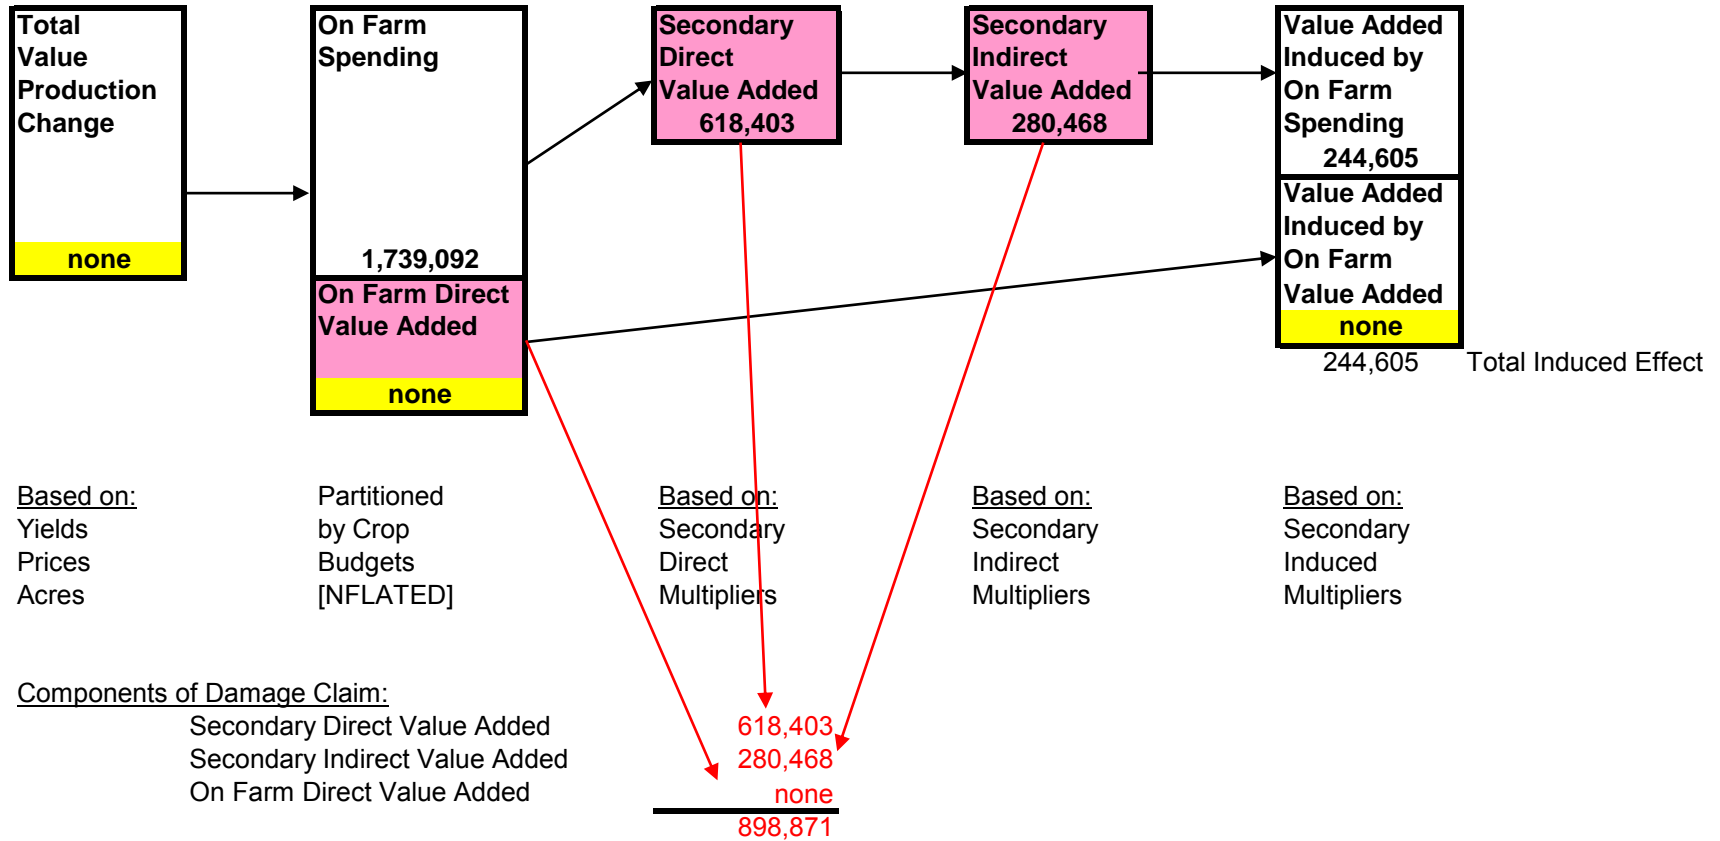 Total
Value
Production
Change
none
On Farm
Spending
1,739,092
On Farm Direct
Value Added
none
Secondary
Direct
Value Added
618,403
Secondary
Indirect
Value Added
280,468
Value Added
Induced by
On Farm
Spending
244,605
Value Added
Induced by
On Farm
Value Added
none
244,605 Total Induced Effect
Based on:
Yields
Prices
Acres
Partitioned
by Crop
Budgets
[NFLATED]
Based on:
Secondary
Direct
Multipliers
Based on:
Secondary
Indirect
Multipliers
Based on:
Secondary
Induced
Multipliers
Components of Damage Claim:
Secondary Direct Value Added 618,403
Secondary Indirect Value Added 280,468
On Farm Direct Value Added none
898,871